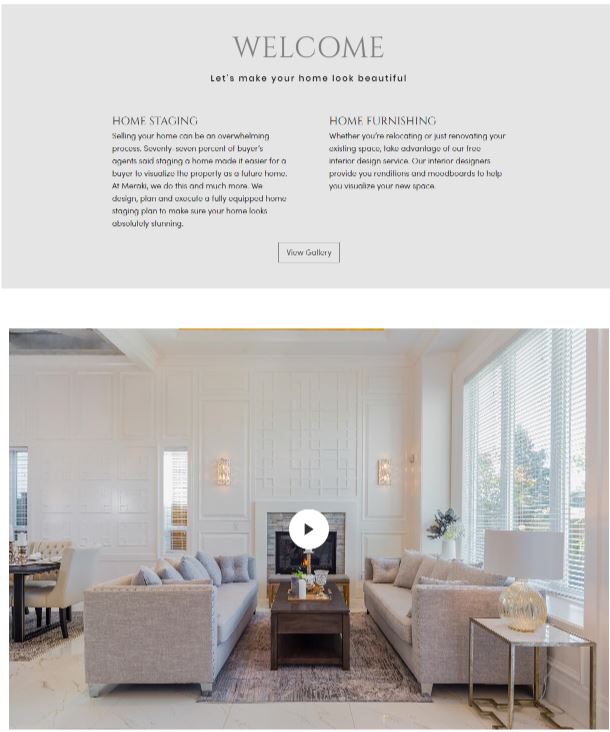 WELCOME
Let's make your home look beautiful
HOME STAGING
Selling your home can be an overwhelming
process. Seventy-seven percent of buyer's
agents said staging a home made it easier for a
buyer to visualize the property as a future home.
At Meraki, we do this and much more. We
design, plan and execute a fully equipped home
staging plan to make sure your home looks
absolutely stunning.
HOME FURNISHING
Whether you're relocating or just renovating your
existing space, take advantage of our free
interior design service. Our interior designers
provide you renditions and moodboards to help
you visualize your new space.
View Gallery